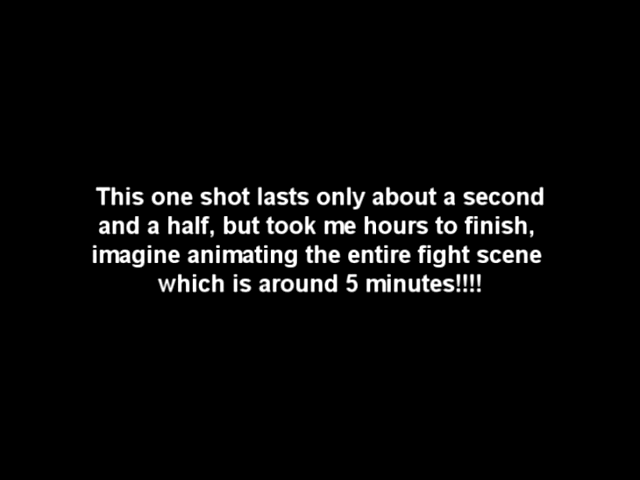 This one shot lasts only about a second
and a half, but took me hours to finish,
imagine animating the entire fight scene
which is around 5 minutes!!!!